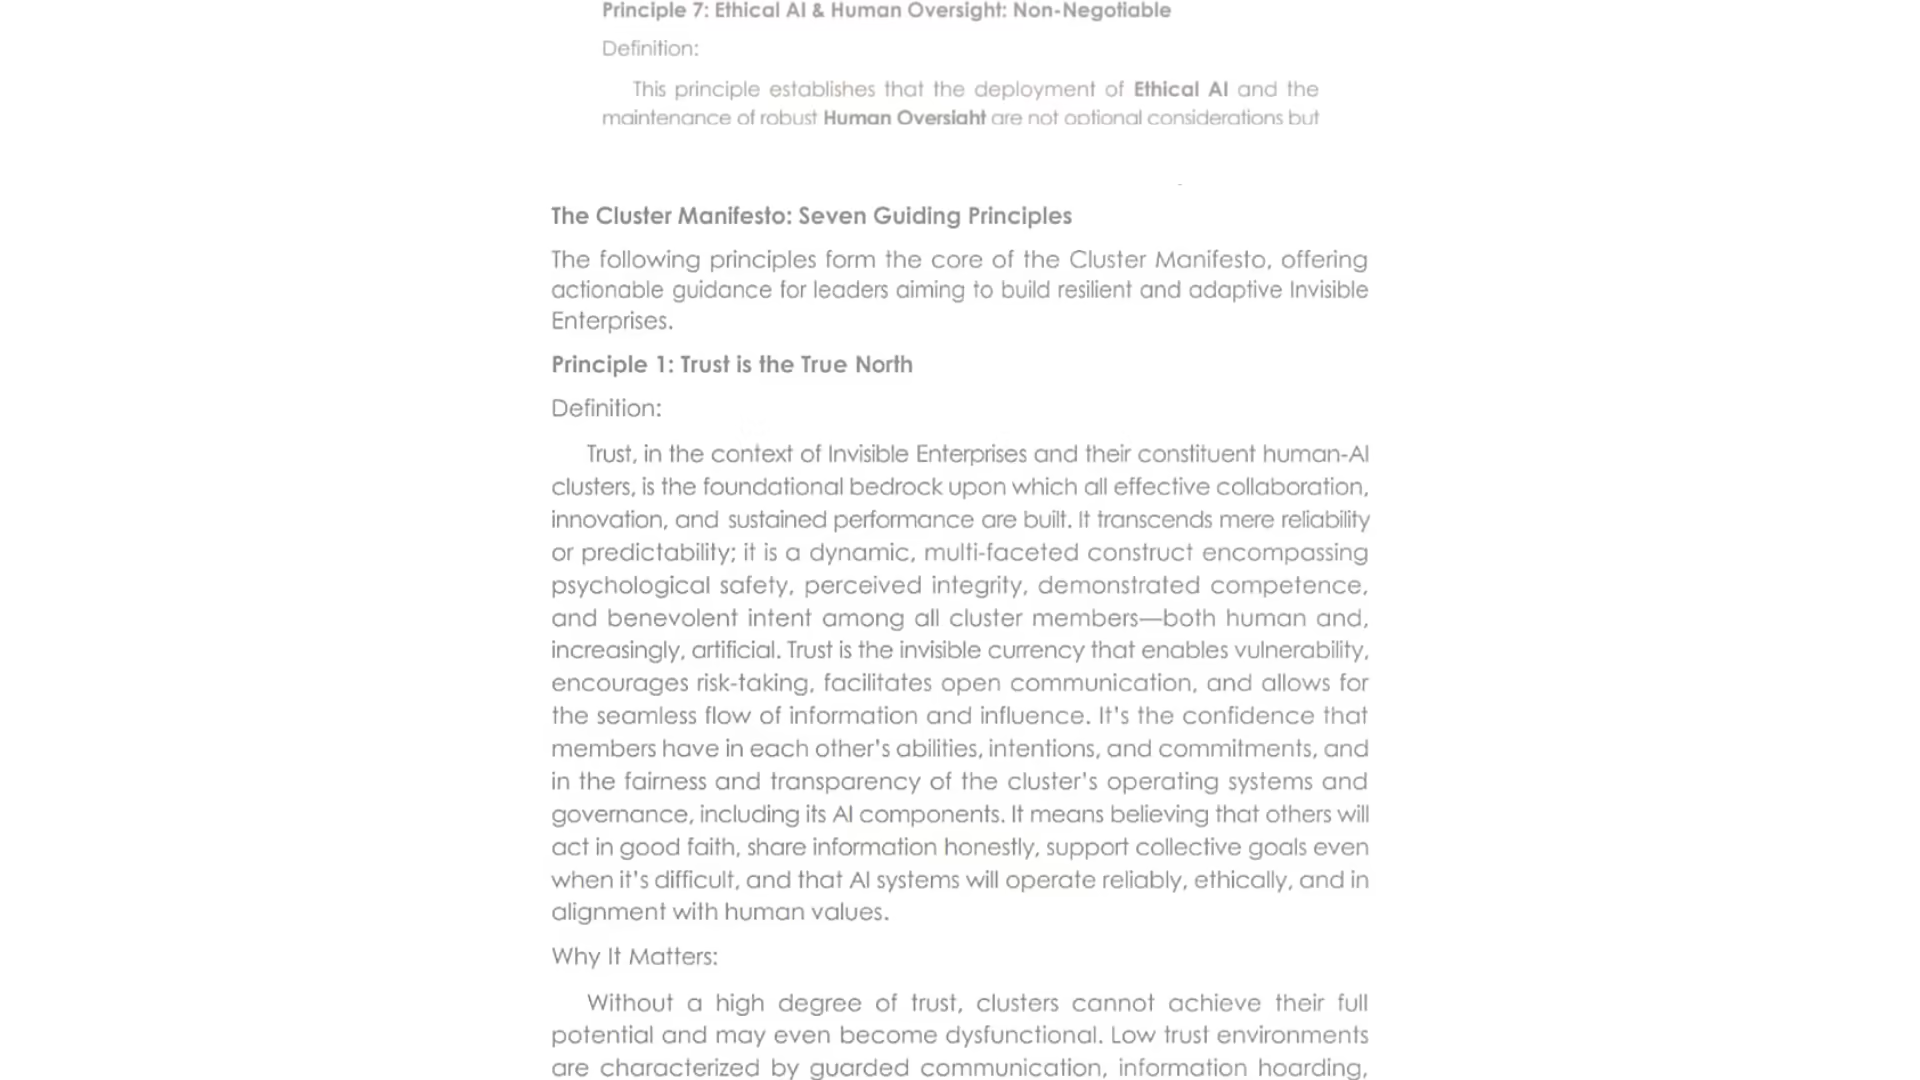 Principle 7: Ethical AI & Human Oversight: Non-Negotiable
Definition:
This principle establishes that the deployment of Ethical AI and the
maintenance of robust Human Oversight are not optional considerations but
The Cluster Manifesto: Seven Guiding Principles
The following principles form the core of the Cluster Manifesto, offering
actionable guidance for leaders aiming to build resilient and adaptive Invisible
Enterprises.
Principle 1: Trust is the True North
Definition:
Trust, in the context of Invisible Enterprises and their constituent human-AI
clusters, is the foundational bedrock upon which all effective collaboration,
innovation, and sustained performance are built. It transcends mere reliability
or predictability; it is a dynamic, multi-faceted construct encompassing
psychological safety, perceived integrity, demonstrated competence,
and benevolent intent among all cluster members—both human and,
increasingly, artificial. Trust is the invisible currency that enables vulnerability,
encourages risk-taking, facilitates open communication, and allows for
the seamless flow of information and influence. It's the confidence that
members have in each other's abilities, intentions, and commitments, and
in the fairness and transparency of the cluster's operating systems and
governance, including its AI components. It means believing that others will
act in good faith, share information honestly, support collective goals even
when it's difficult, and that AI systems will operate reliably, ethically, and in
alignment with human values.
Why It Matters:
Without a high degree of trust, clusters cannot achieve their full
potential and may even become dysfunctional. Low trust environments
are characterized by guarded communication, information hoarding,